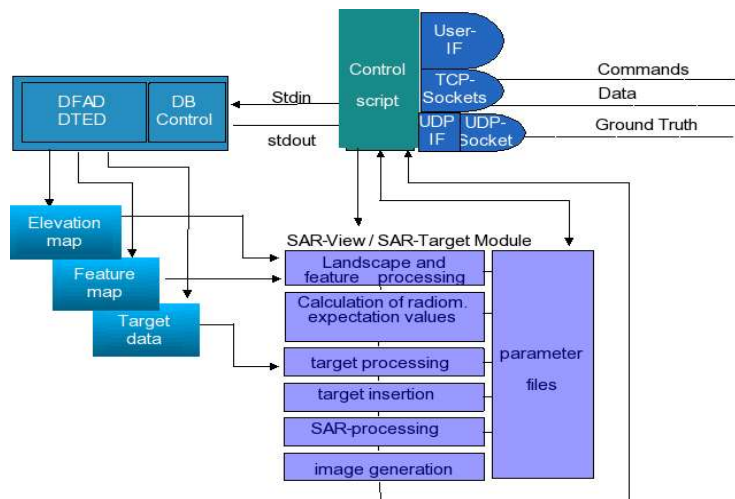 User-
IF
Control
script
TCP-
Sockets
Commands
Data
UDP
IF
UDP-
Socket
Ground Truth
DFAD
DTED
DB
Control
Stdin
stdout
Elevation
map
Feature
map
Target
data
SAR-View / SAR-Target Module
Landscape and
feature processing
Calculation of radiom.
expectation values
target processing
target insertion
SAR-processing
image generation
parameter
files